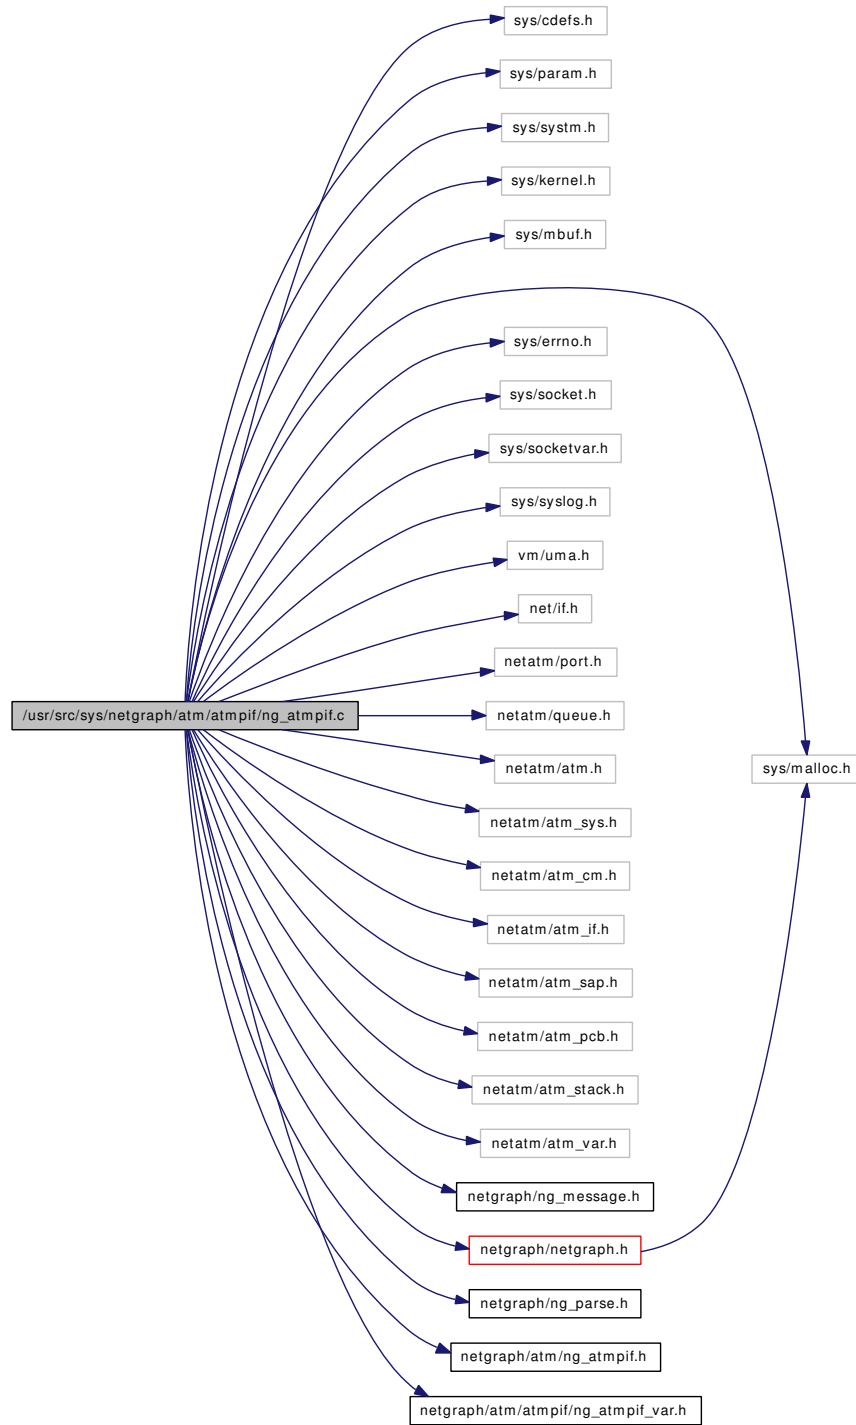 sys/cdefs.h
sys/param.h
sys/systm.h
sys/kernel.h
sys/mbuf.h
sys/errno.h
sys/socket.h
sys/socketvar.h
sys/syslog.h
vm/uma.h
net/if.h
netatm/port.h
/usr/src/sys/netgraph/atm/atmpif/ng_atmpif.c
netatm/queue.h
netatm/atm.h
sys/malloc.h
netatm/atm_sys.h
netatm/atm_cm.h
netatm/atm_if.h
netatm/atm_sap.h
netatm/atm_pcb.h
netatm/atm_stack.h
netatm/atm_var.h
netgraph/ng_message.h
netgraph/netgraph.h
netgraph/ng_parse.h
netgraph/atm/ng_atmpif.h
netgraph/atm/atmpif/ng_atmpif_var.h